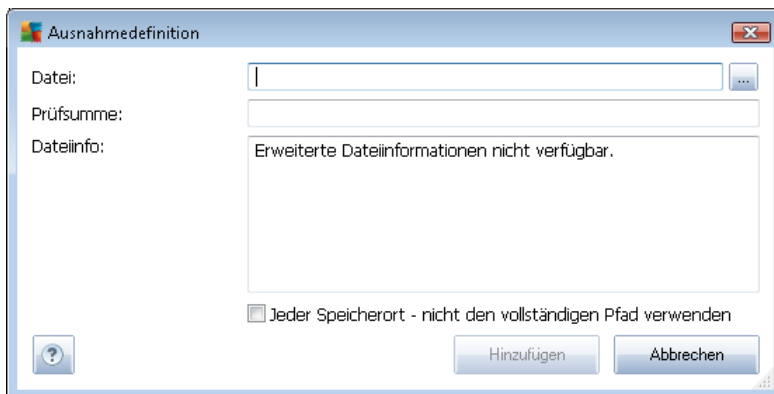 Ausnahmedefinition
Datei:
...
Prüfsumme:
Dateiinfo:
Erweiterte Dateiinformationen nicht verfügbar.
Jeder Speicherort - nicht den vollständigen Pfad verwenden
?
Hinzufügen
Abbrechen